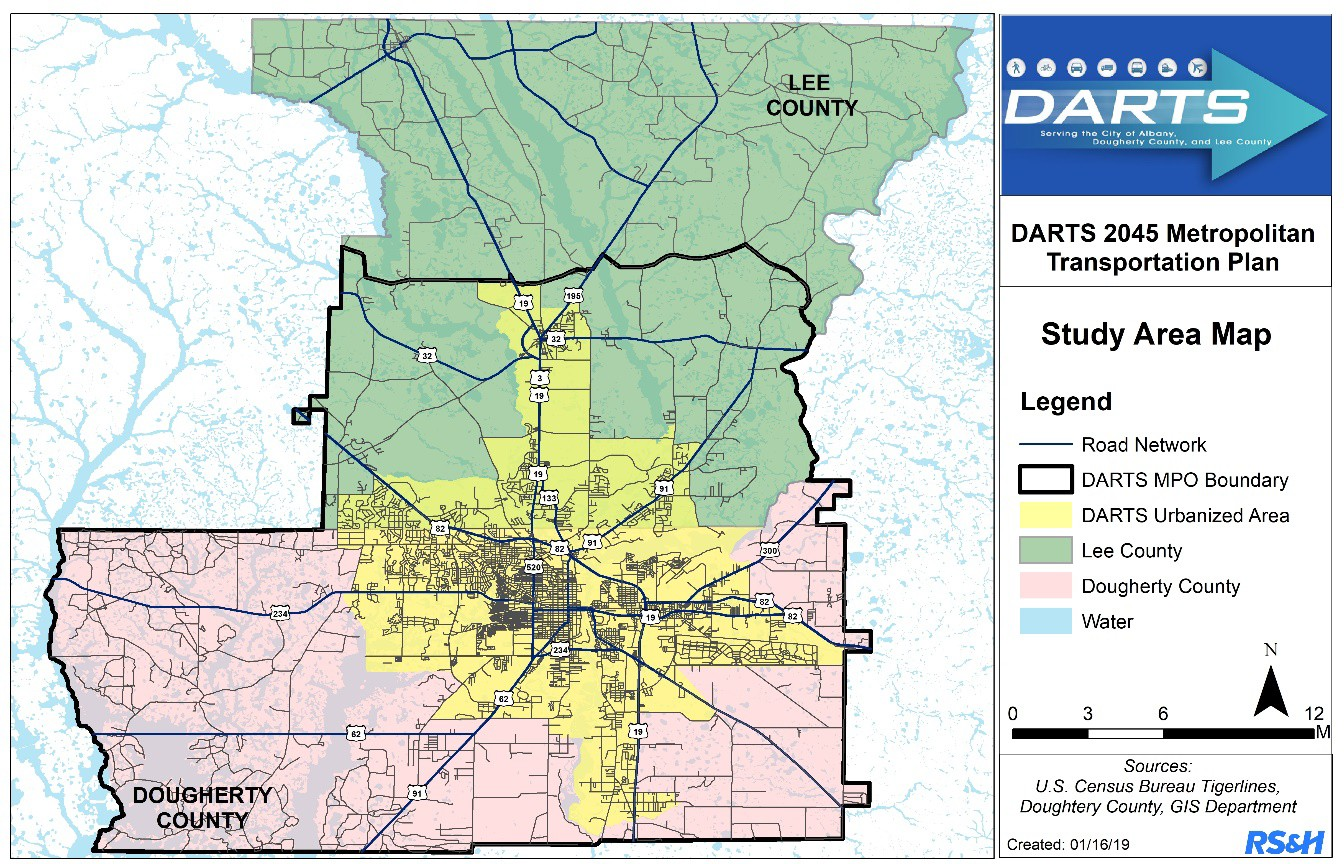 LEE
COUNTY
195
19
32
32
3
19
19
91
133
82
91
82
300
520
82
234
19
82
234
62
19
62
91
DOUGHERTY
COUNTY
DARTS
Serving the City of Albany,
Dougherty County, and Lee County
DARTS 2045 Metropolitan
Transportation Plan
Study Area Map
Legend
Road Network
DARTS MPO Boundary
DARTS Urbanized Area
Lee County
Dougherty County
Water
N
0 3 6 12
M
Sources:
U.S. Census Bureau Tigerlines,
Doughtery County, GIS Department
Created: 01/16/19
RS&H